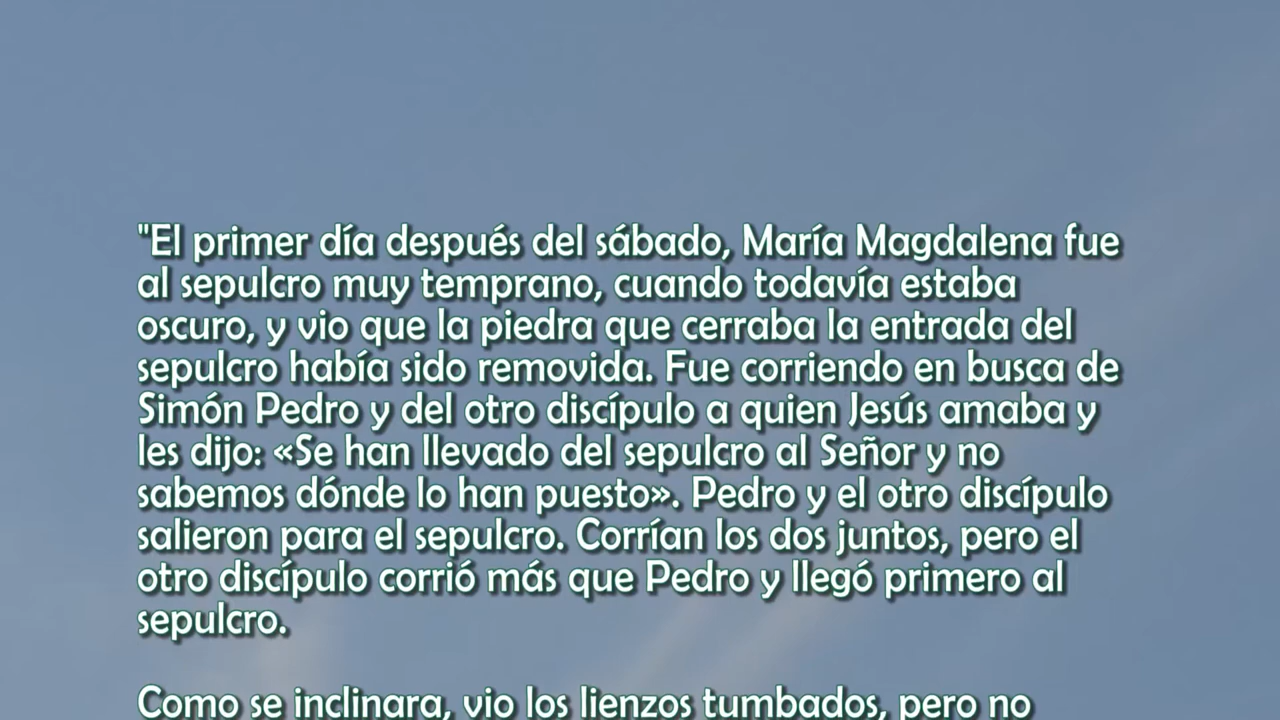 "El primer día después del sábado, María Magdalena fue
al sepulcro muy temprano, cuando todavía estaba
oscuro, y vio que la piedra que cerraba la entrada del
sepulcro había sido removida. Fue corriendo en busca de
Simón Pedro y del otro discípulo a quien Jesús amaba y
les dijo: «Se han llevado del sepulcro al Señor y no
sabemos dónde lo han puesto». Pedro y el otro discípulo
salieron para el sepulcro. Corrían los dos juntos, pero el
otro discípulo corrió más que Pedro y llegó primero al
sepulcro.
Como se inclinara, vio los lienzos tumbados, pero no